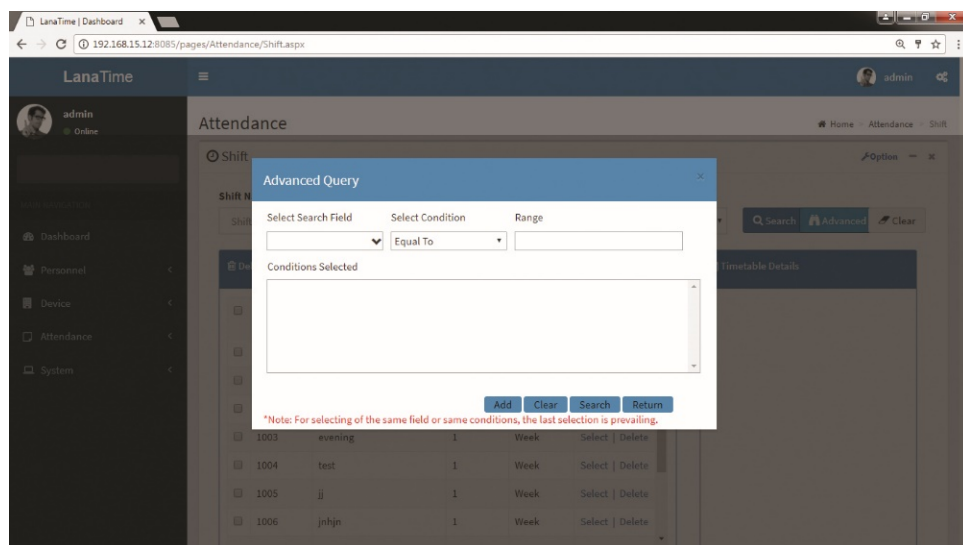 LanaTime | Dashboard
192.168.15.12:8085/pages/Attendance/Shift.aspx
LanaTime
admin
admin
Online
Attendance
Home
Attendance
Shift
Shift
Option
Advanced Query
Shift N
Select Search Field
Select Condition
Range
Shift
Search
Advanced
Clear
Equal To
Dashboard
Personnel
Device
Attendance
System
De
Timetable Details
Conditions Selected
Add
Clear
Search
Return
*Note: For selecting of the same field or same conditions, the last selection is prevailing.
1003 evening 1 Week Select | Delete
1004 test 1 Week Select | Delete
1005 jj 1 Week Select | Delete
1006 jnhjn 1 Week Select | Delete